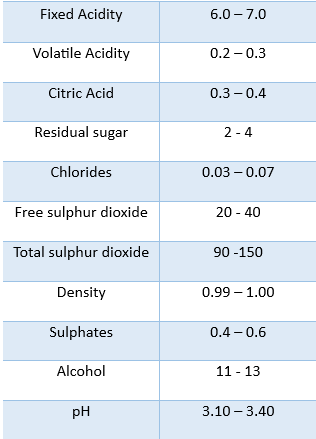 Fixed Acidity 6.0 – 7.0
Volatile Acidity 0.2 – 0.3
Citric Acid 0.3 – 0.4
Residual sugar 2 - 4
Chlorides 0.03 – 0.07
Free sulphur dioxide 20 - 40
Total sulphur dioxide 90 -150
Density 0.99 – 1.00
Sulphates 0.4 – 0.6
Alcohol 11 - 13
pH 3.10 – 3.40